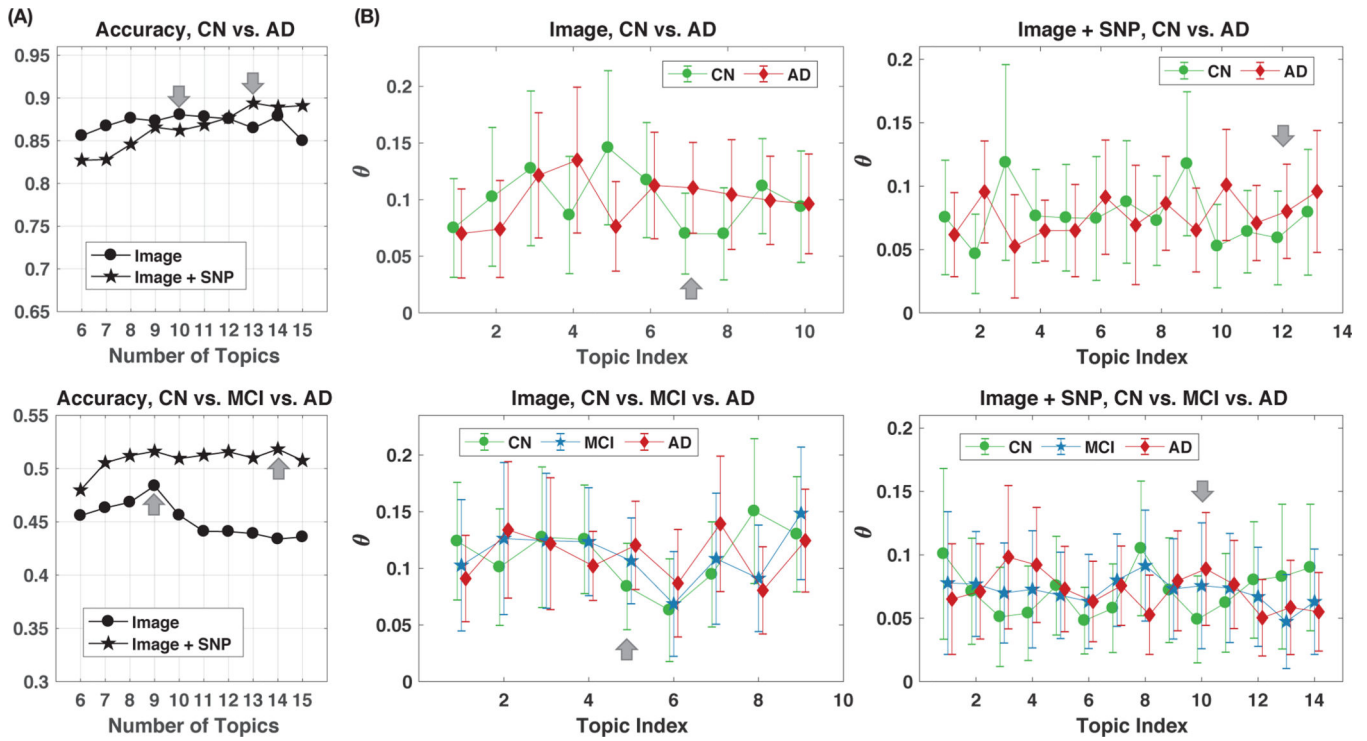 (A)
Accuracy, CN vs. AD
0.95
0.9
0.85
0.8
0.75
0.7
0.65
Image
Image + SNP
6 7 8 9 10 11 12 13 14 15
Number of Topics
Accuracy, CN vs. MCI vs. AD
0.55
0.5
0.45
0.4
0.35
0.3
Image
Image + SNP
6 7 8 9 10 11 12 13 14 15
Number of Topics
(B)
Image, CN vs. AD
CN AD
0.2
0.15
0.1
0.05
0
θ
2 4 6 8 10
Topic Index
Image + SNP, CN vs. AD
CN AD
0.2
0.15
0.1
0.05
0
θ
2 4 6 8 10 12 14
Topic Index
Image, CN vs. MCI vs. AD
CN MCI AD
0.2
0.15
0.1
0.05
0
θ
2 4 6 8 10
Topic Index
Image + SNP, CN vs. MCI vs. AD
CN MCI AD
0.2
0.15
0.1
0.05
0
θ
2 4 6 8 10 12 14
Topic Index